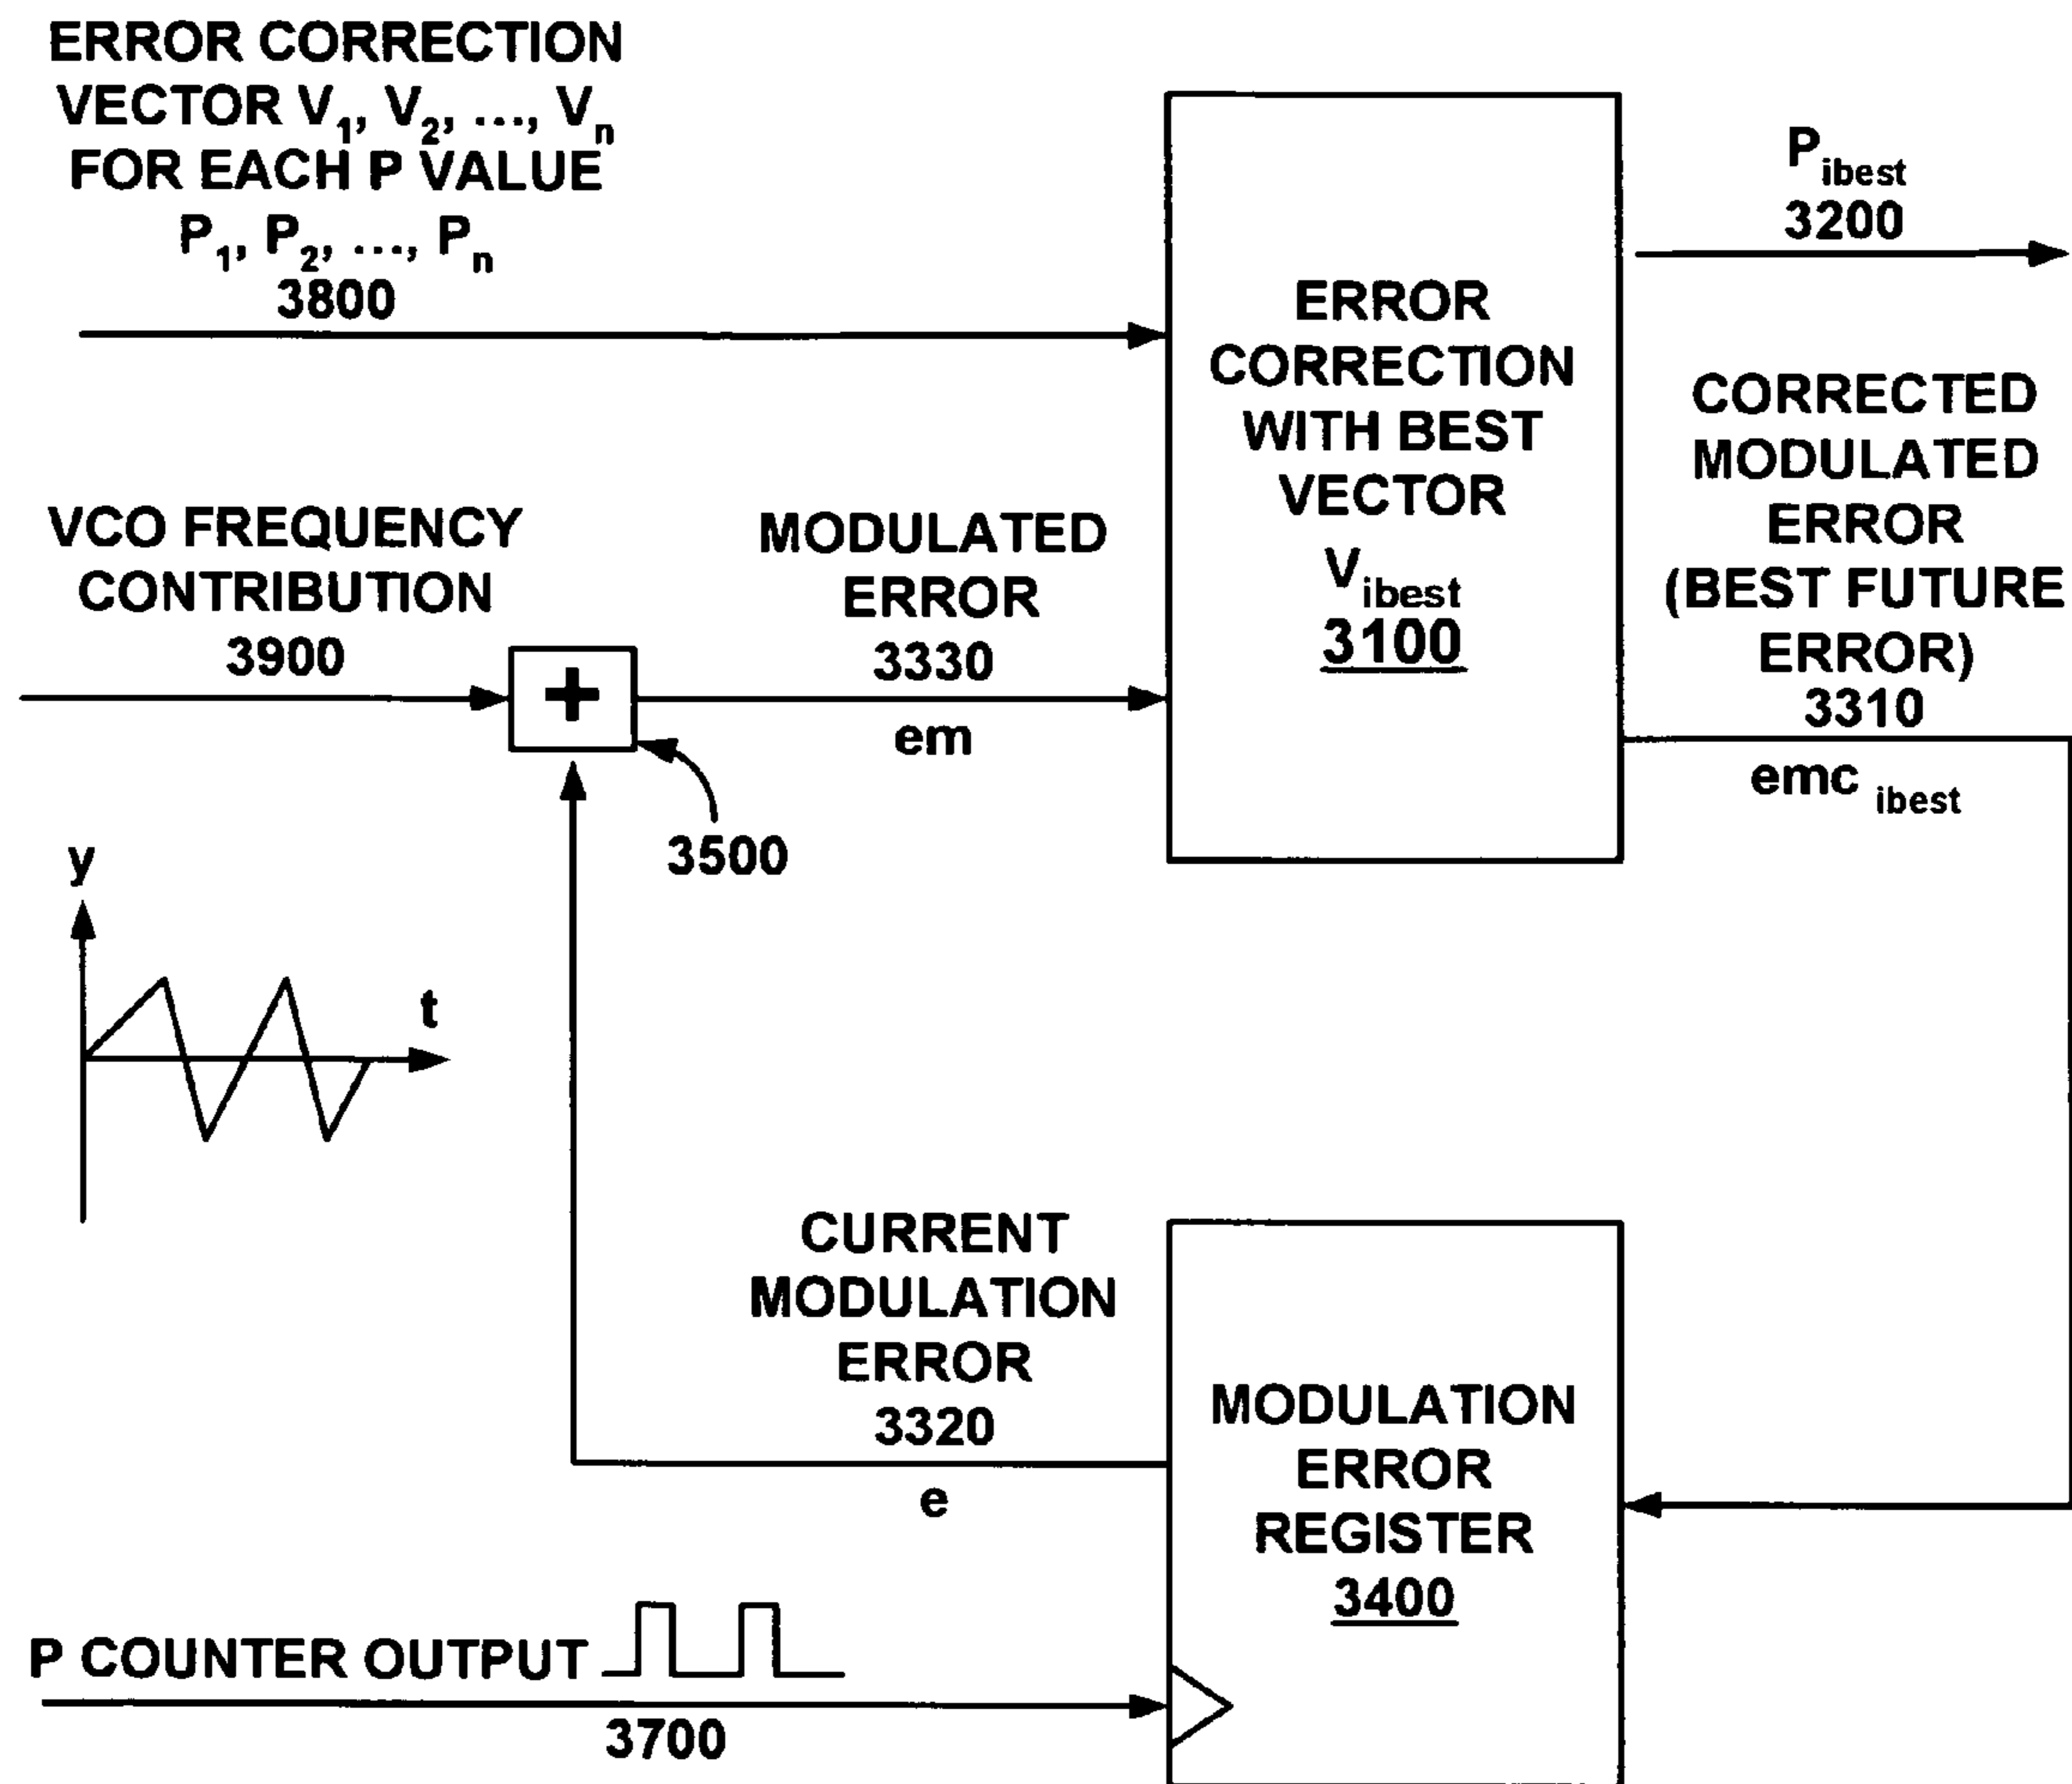 ERROR CORRECTION
VECTOR V1, V2, ..., Vn
FOR EACH P VALUE
P1, P2, ..., Pn
3800
ERROR
CORRECTION
WITH BEST
VECTOR
Vibest
3100
Pibest
3200
CORRECTED
MODULATED
ERROR
(BEST FUTURE
ERROR)
3310
emc ibest
VCO FREQUENCY
CONTRIBUTION
3900
+
MODULATED
ERROR
3330
em
3500
y
t
CURRENT
MODULATION
ERROR
3320
e
MODULATION
ERROR
REGISTER
3400
P COUNTER OUTPUT
3700